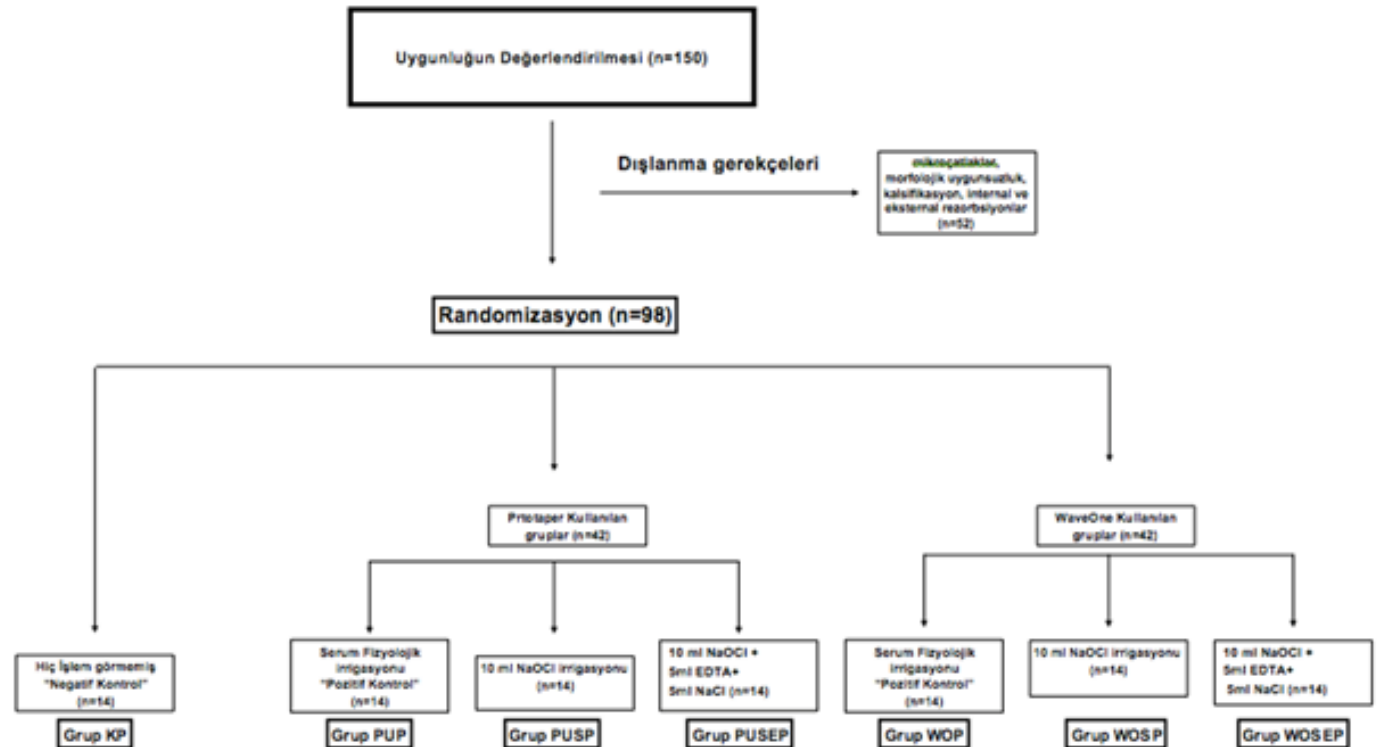 Uygunluğun Değerlendirilmesi (n=150)
Dışlanma gerekçeleri
mikroçatlaklar,
morfolojik uygunsuzluk,
kalsifikasyon, internal ve
eksternal rezorbsiyonlar
(n=52)
Randomizasyon (n=98)
Prtotaper Kullanılan
gruplar (n=42)
WaveOne Kullanılan
gruplar (n=42)
Hiç İşlem görmemiş
"Negatif Kontrol"
(n=14)
Grup KP
Serum Fizyolojik
irrigasyonu
"Pozitif Kontrol"
(n=14)
Grup PUP
10 ml NaOCl irrigasyonu
(n=14)
Grup PUSP
10 ml NaOCl +
5ml EDTA+
5ml NaCl (n=14)
Grup PUSEP
Serum Fizyolojik
irrigasyonu
"Pozitif Kontrol"
(n=14)
Grup WOP
10 ml NaOCl irrigasyonu
(n=14)
Grup WOSP
10 ml NaOCl +
5ml EDTA+
5ml NaCl (n=14)
Grup WOSEP